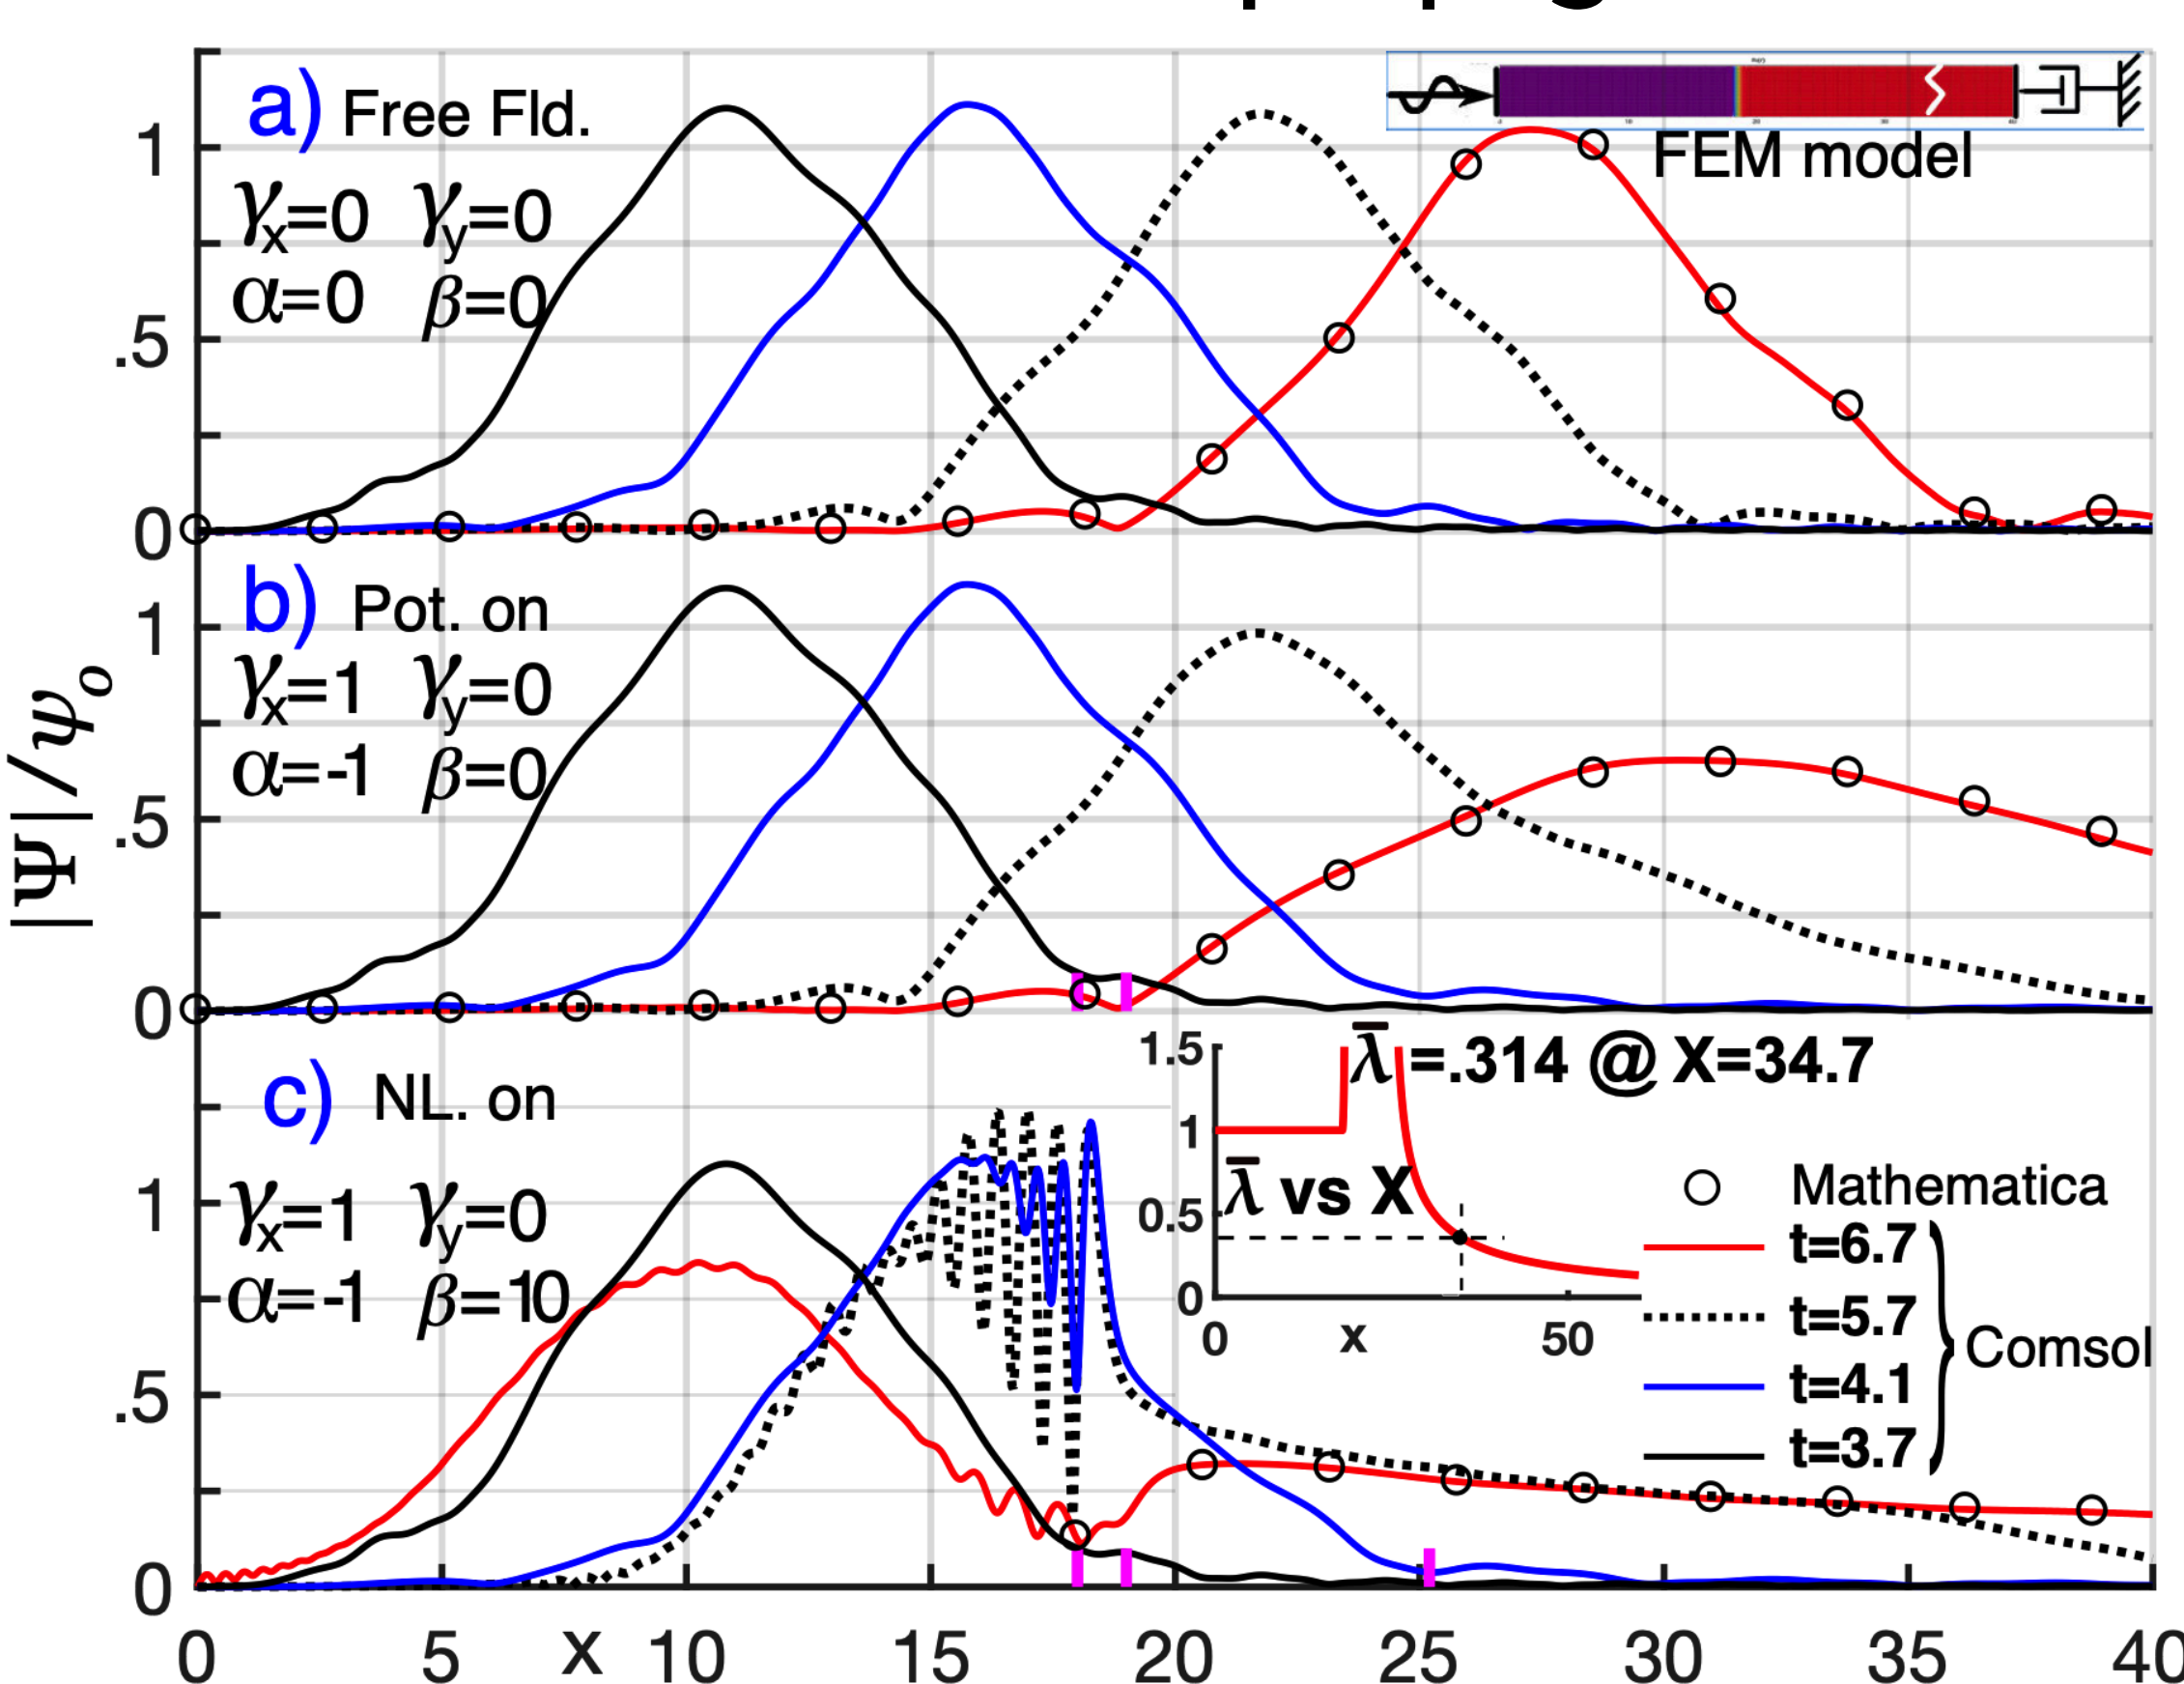 a) Free Fld.
γx=0 γy=0
α=0 β=0
FEM model
1
.5
0
b) Pot. on
γx=1 γy=0
α=-1 β=0
1
.5
0
|Ψ|/ψo
c) NL. on
γx=1 γy=0
α=-1 β=10
1
.5
0
λ̄=.314 @ X=34.7
λ̄ vs X
1.5
1
0.5
0
0 x 50
Mathematica
t=6.7
t=5.7
t=4.1
t=3.7
Comsol
0 5 x 10 15 20 25 30 35 40